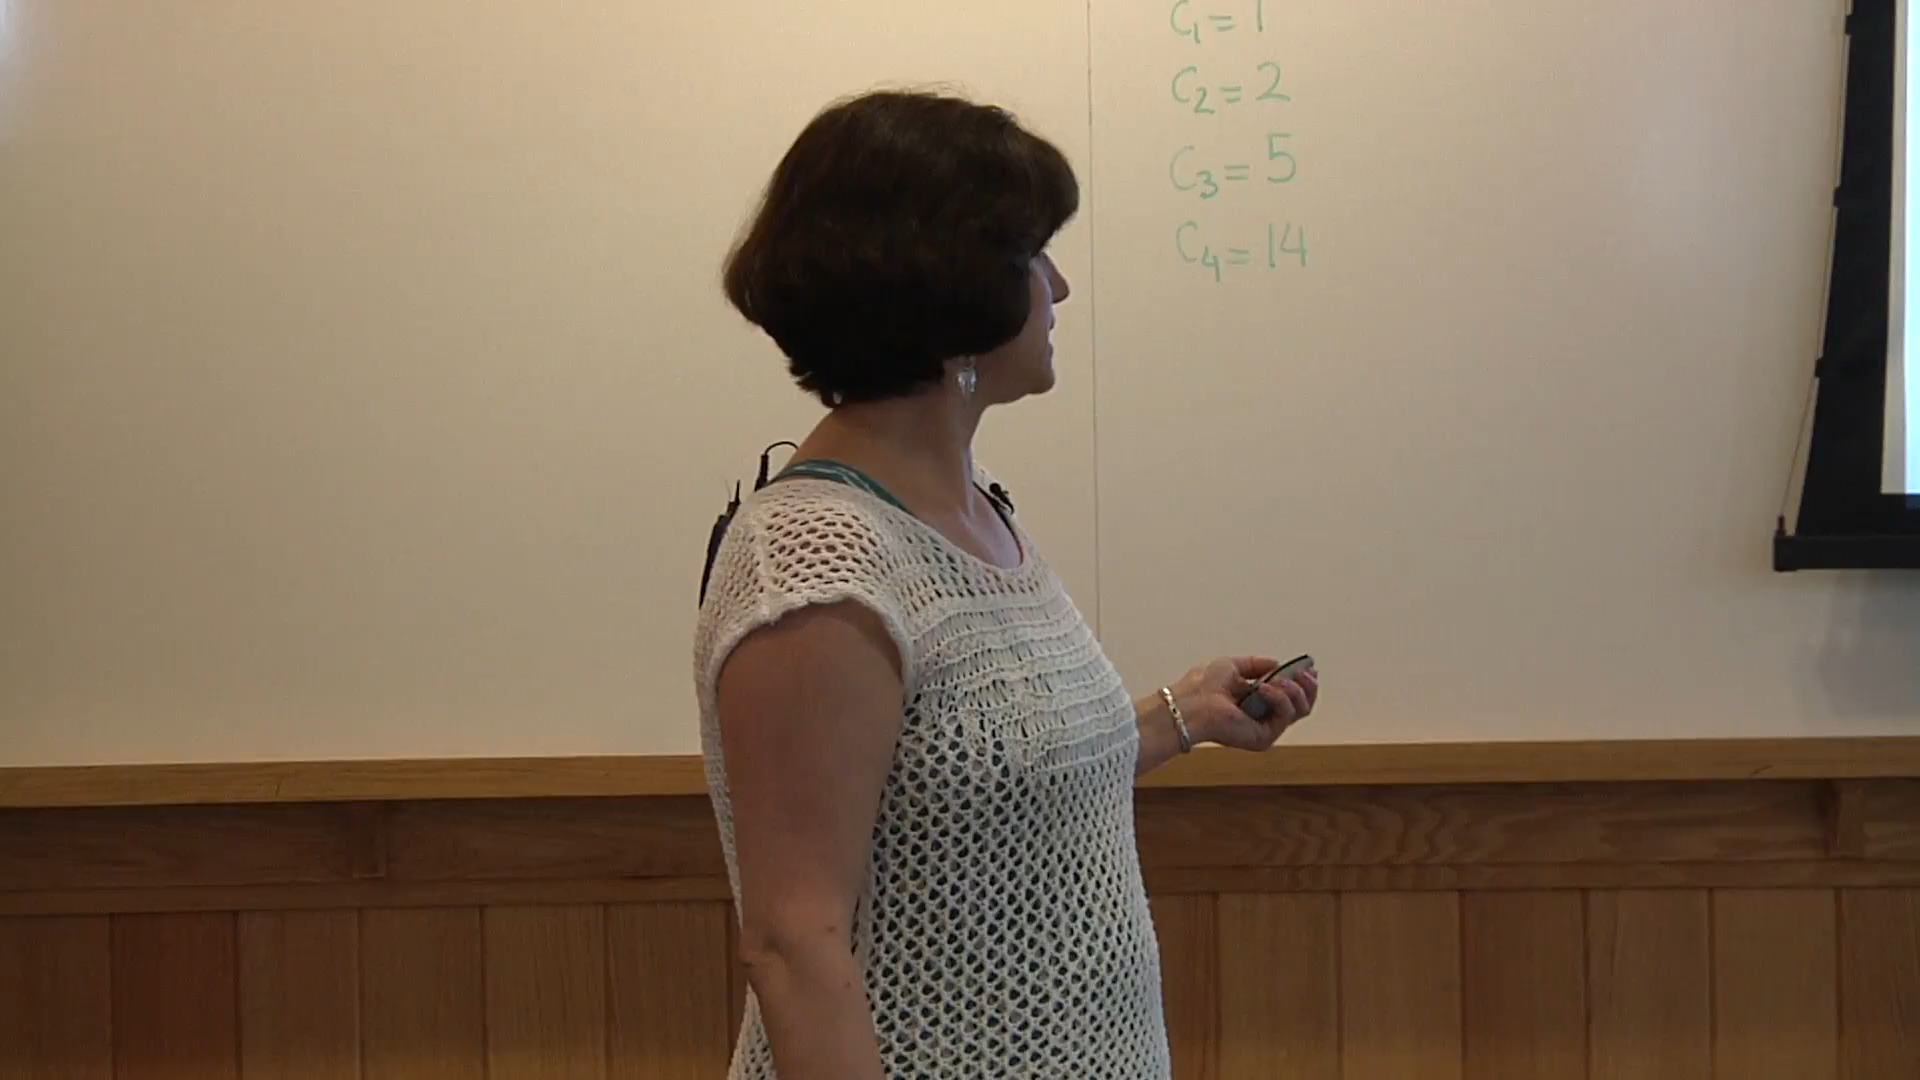 C₁ = 1
C₂ = 2
C₃ = 5
C₄ = 14